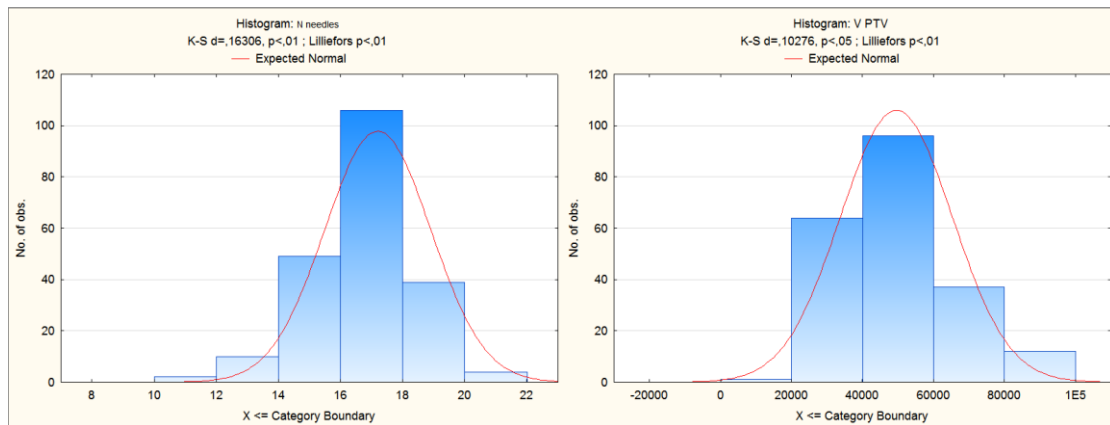 Histogram: N needles
K-S d=,16306, p<,01 ; Lilliefors p<,01
Expected Normal
120
100
80
60
40
20
0
No. of obs.
8 10 12 14 16 18 20 22
X <= Category Boundary
Histogram: V PTV
K-S d=,10276, p<,05 ; Lilliefors p<,01
Expected Normal
120
100
80
60
40
20
0
No. of obs.
-20000 0 20000 40000 60000 80000 1E5
X <= Category Boundary